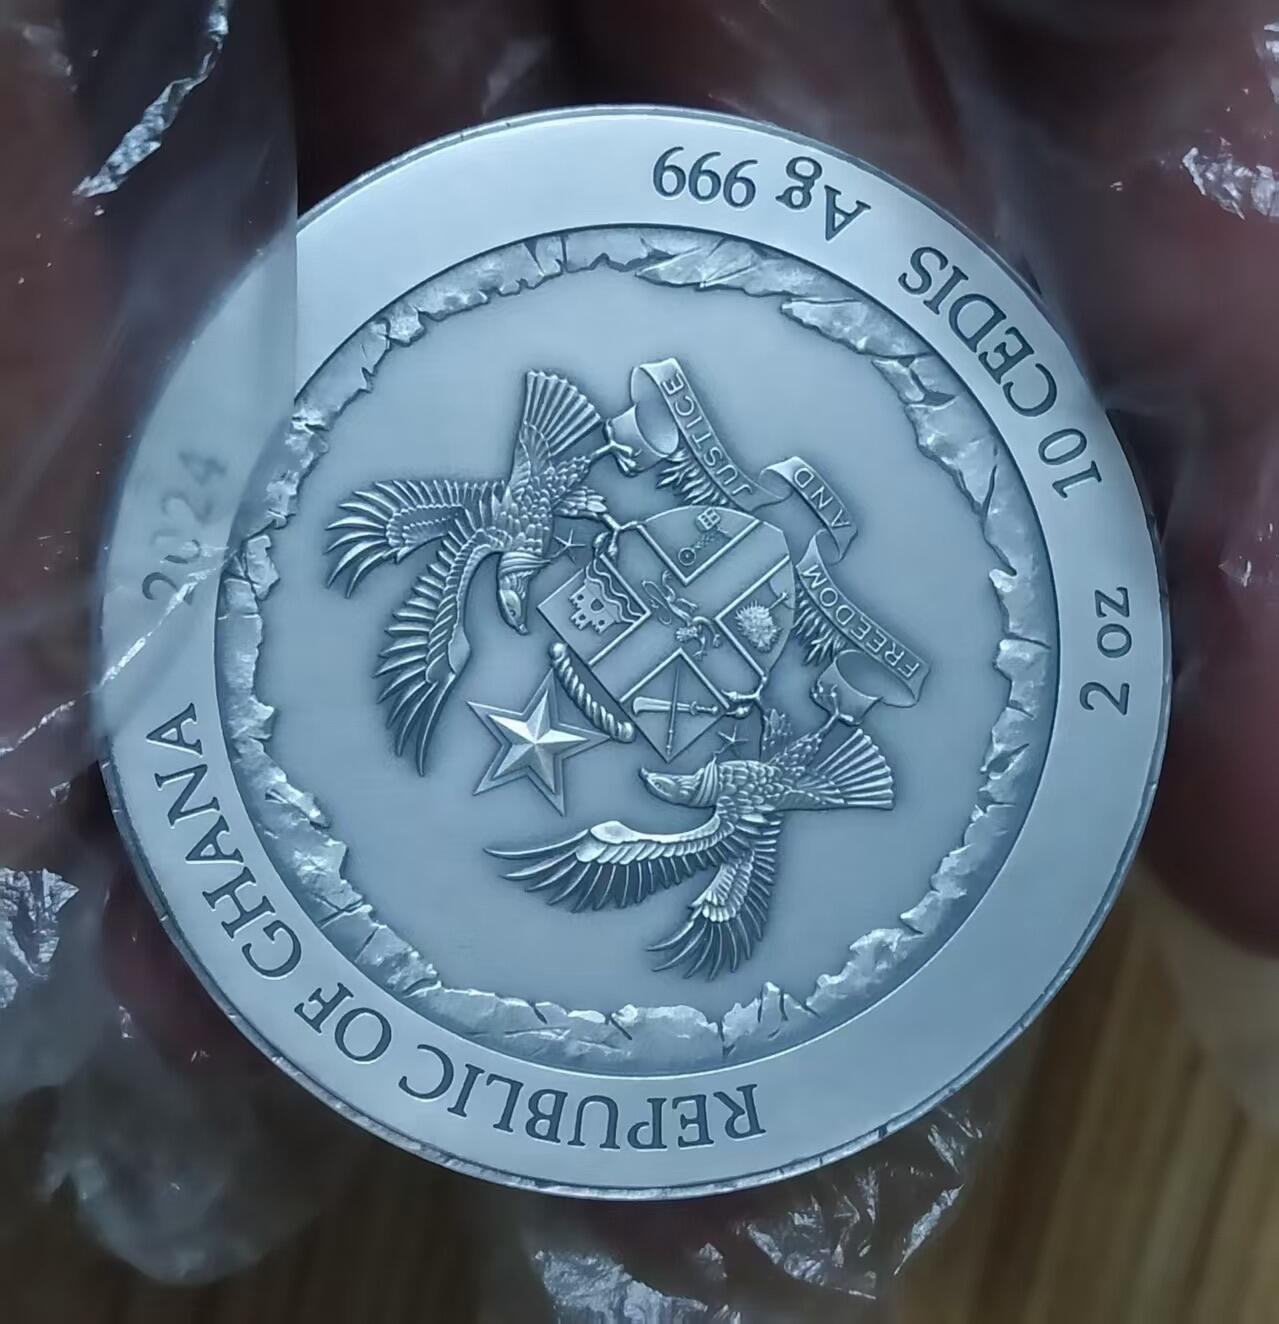 REPUBLIC OF GHANA
2024
FREEDOM AND JUSTICE
2 oz 10 CEDIS Ag 999